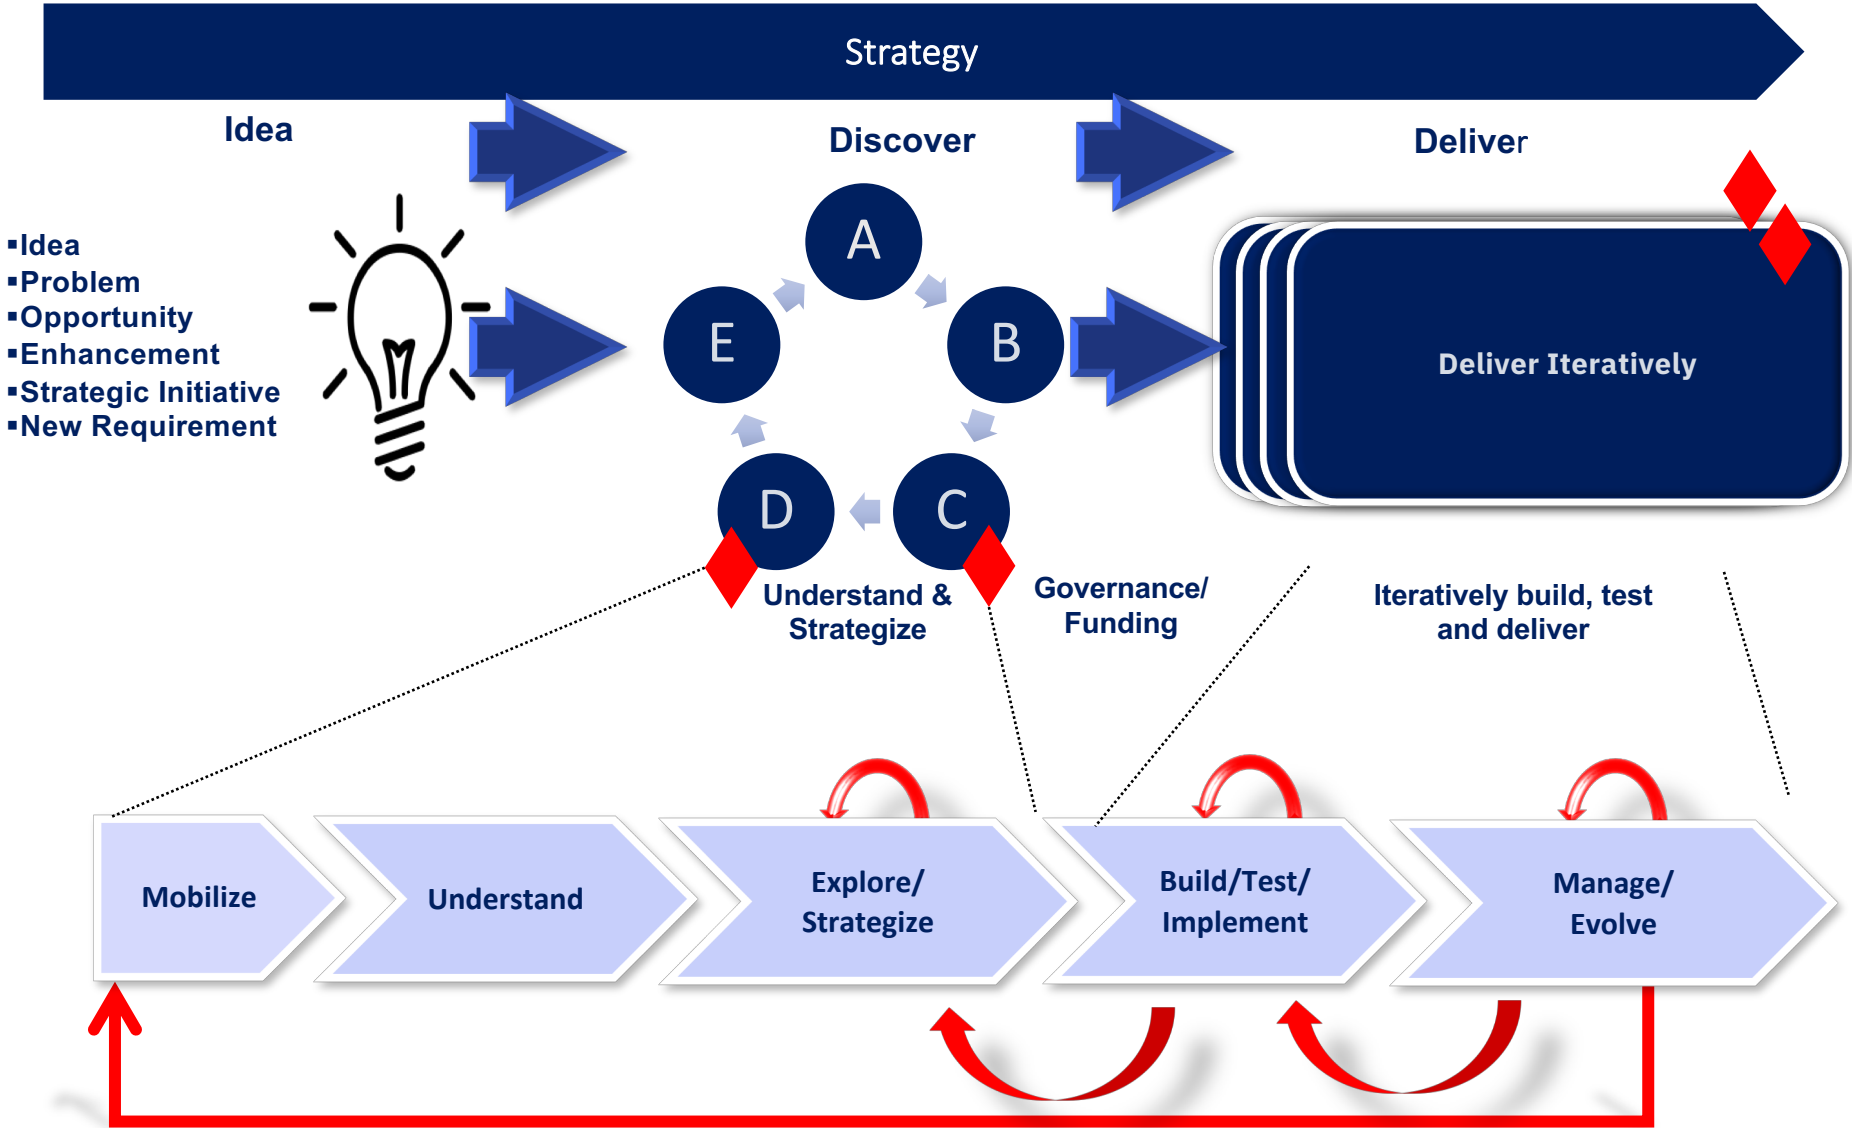 Strategy
Idea
Discover
Deliver
▪Idea
▪Problem
▪Opportunity
▪Enhancement
▪Strategic Initiative
▪New Requirement
A
B
C
D
E
Deliver Iteratively
Understand &
Strategize
Governance/
Funding
Iteratively build, test
and deliver
Mobilize
Understand
Explore/
Strategize
Build/Test/
Implement
Manage/
Evolve